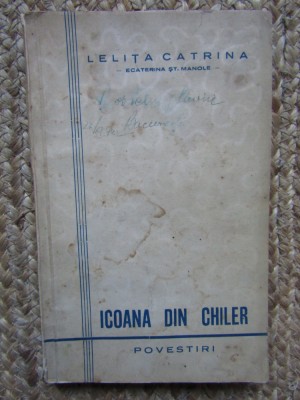 LELIȚA CATRINA
- ECATERINA ȘT. MANOLE -
ICOANA DIN CHILER
POVESTIRI